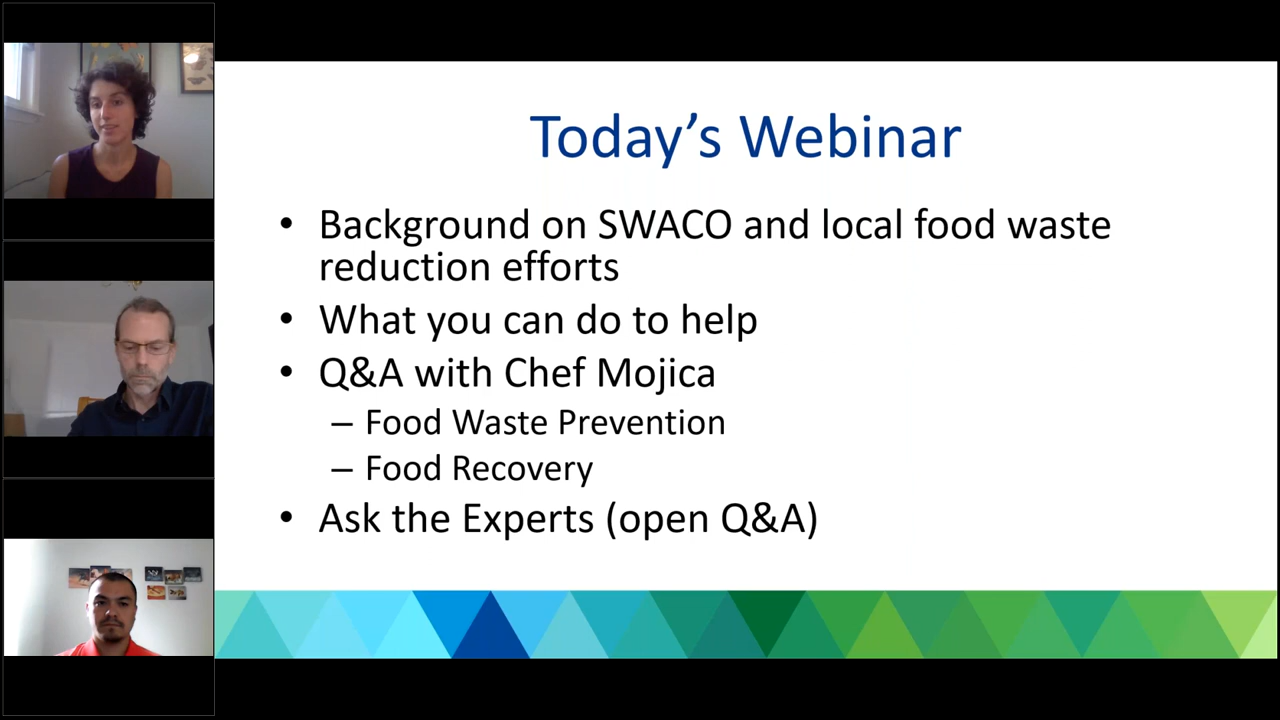 Today’s Webinar
• Background on SWACO and local food waste
reduction efforts
• What you can do to help
• Q&A with Chef Mojica
– Food Waste Prevention
– Food Recovery
• Ask the Experts (open Q&A)